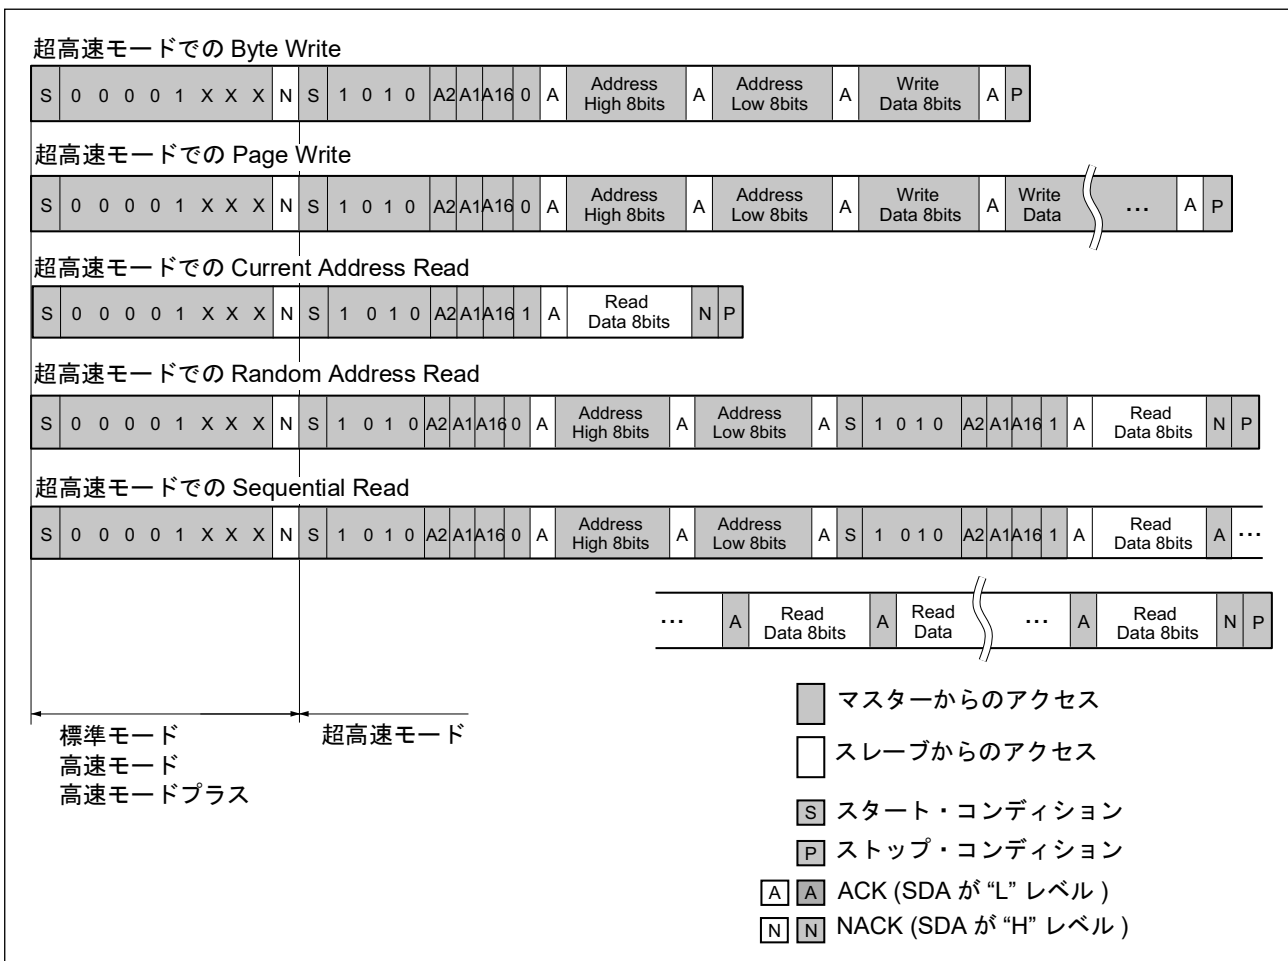 超高速モードでの Byte Write
S 0 0 0 0 1 X X X N S 1 0 1 0 A2 A1 A16 0 A Address High 8bits A Address Low 8bits A Write Data 8bits A P
超高速モードでの Page Write
S 0 0 0 0 1 X X X N S 1 0 1 0 A2 A1 A16 0 A Address High 8bits A Address Low 8bits A Write Data 8bits A Write Data ... A P
超高速モードでの Current Address Read
S 0 0 0 0 1 X X X N S 1 0 1 0 A2 A1 A16 1 A Read Data 8bits N P
超高速モードでの Random Address Read
S 0 0 0 0 1 X X X N S 1 0 1 0 A2 A1 A16 0 A Address High 8bits A Address Low 8bits A S 1 0 1 0 A2 A1 A16 1 A Read Data 8bits N P
超高速モードでの Sequential Read
S 0 0 0 0 1 X X X N S 1 0 1 0 A2 A1 A16 0 A Address High 8bits A Address Low 8bits A S 1 0 1 0 A2 A1 A16 1 A Read Data 8bits A ...
... A Read Data 8bits A Read Data ... A Read Data 8bits N P
標準モード
高速モード
高速モードプラス
超高速モード
マスターからのアクセス
スレーブからのアクセス
S スタート・コンディション
P ストップ・コンディション
A A ACK (SDA が “L” レベル )
N N NACK (SDA が “H” レベル )